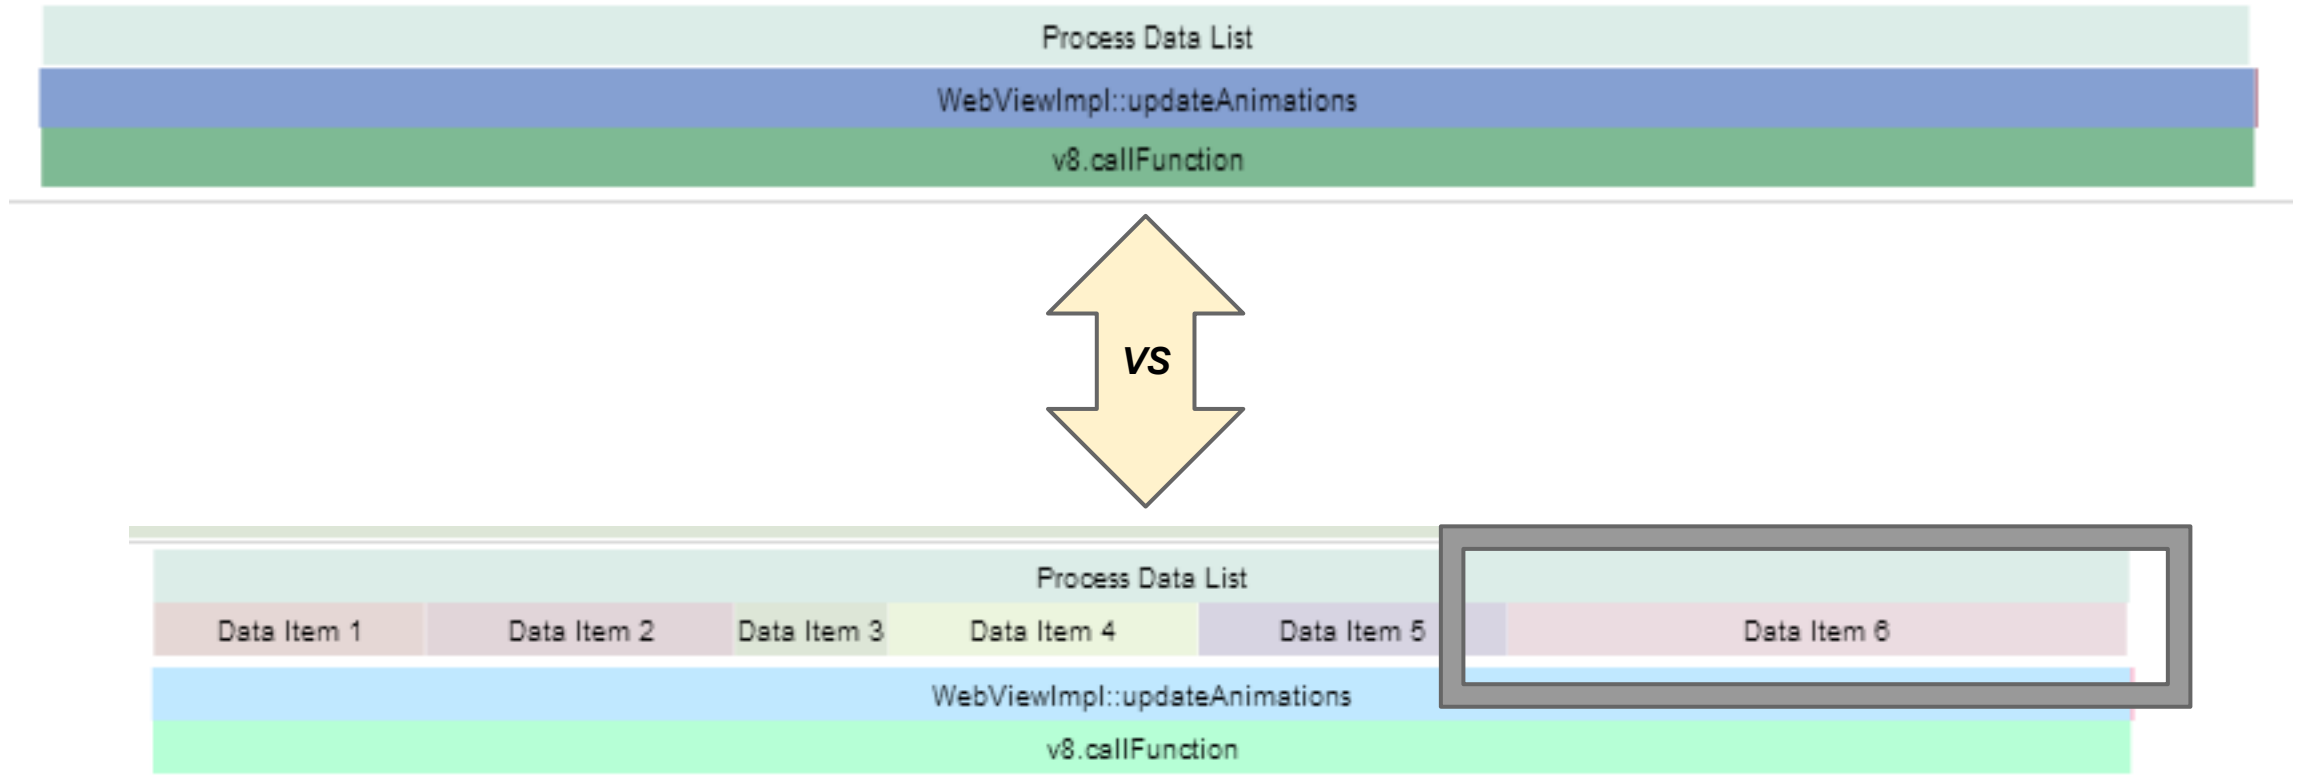 Process Data List
WebViewImpl::updateAnimations
v8.callFunction
VS
Process Data List
Data Item 1 Data Item 2 Data Item 3 Data Item 4 Data Item 5 Data Item 6
WebViewImpl::updateAnimations
v8.callFunction